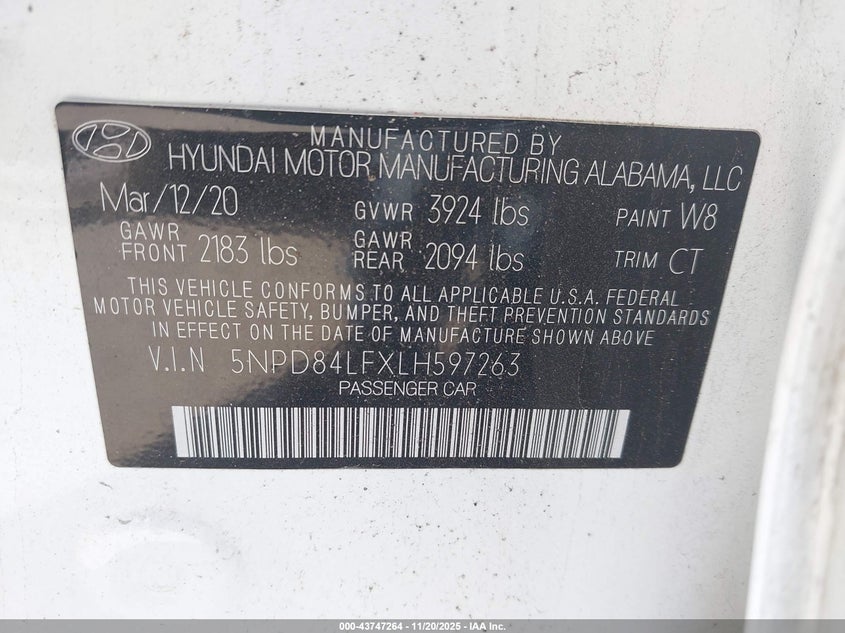 MANUFACTURED BY
HYUNDAI MOTOR MANUFACTURING ALABAMA, LLC
Mar/12/20 GVWR 3924 lbs PAINT W8
GAWR FRONT 2183 lbs GAWR REAR 2094 lbs TRIM CT
THIS VEHICLE CONFORMS TO ALL APPLICABLE U.S.A. FEDERAL
MOTOR VEHICLE SAFETY, BUMPER, AND THEFT PREVENTION STANDARDS
IN EFFECT ON THE DATE OF MANUFACTURE SHOWN ABOVE
V.I.N 5NPD84LFXLH597263
PASSENGER CAR
000-43747264 - 11/20/2025 - IAA Inc.